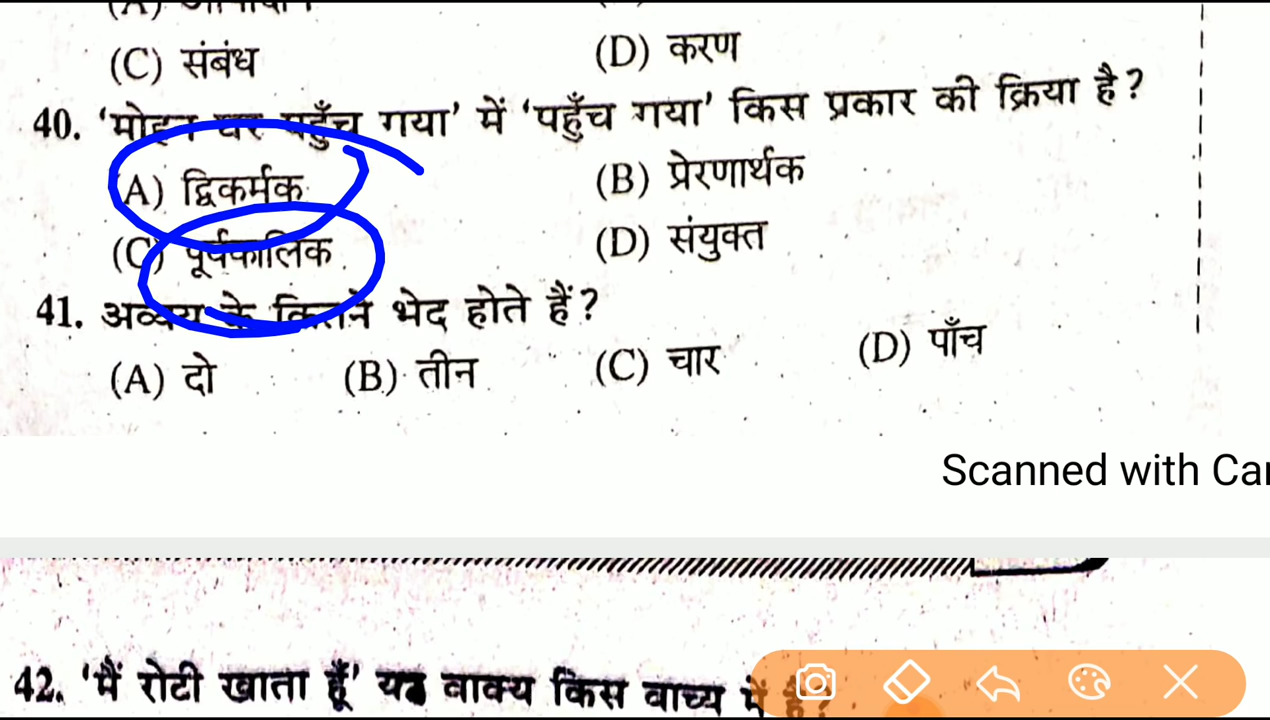 (C) संबंध (D) करण
40. ‘मोहन घर पहुँच गया’ में ‘पहुँच गया’ किस प्रकार की क्रिया है?
(A) द्विकर्मक (B) प्रेरणार्थक
(C) पूर्वकालिक (D) संयुक्त
41. अव्यय के कितने भेद होते हैं?
(A) दो (B) तीन (C) चार (D) पाँच
Scanned with
42. ‘मैं रोटी खाता हूँ’ यह वाक्य किस वाच्य में है?